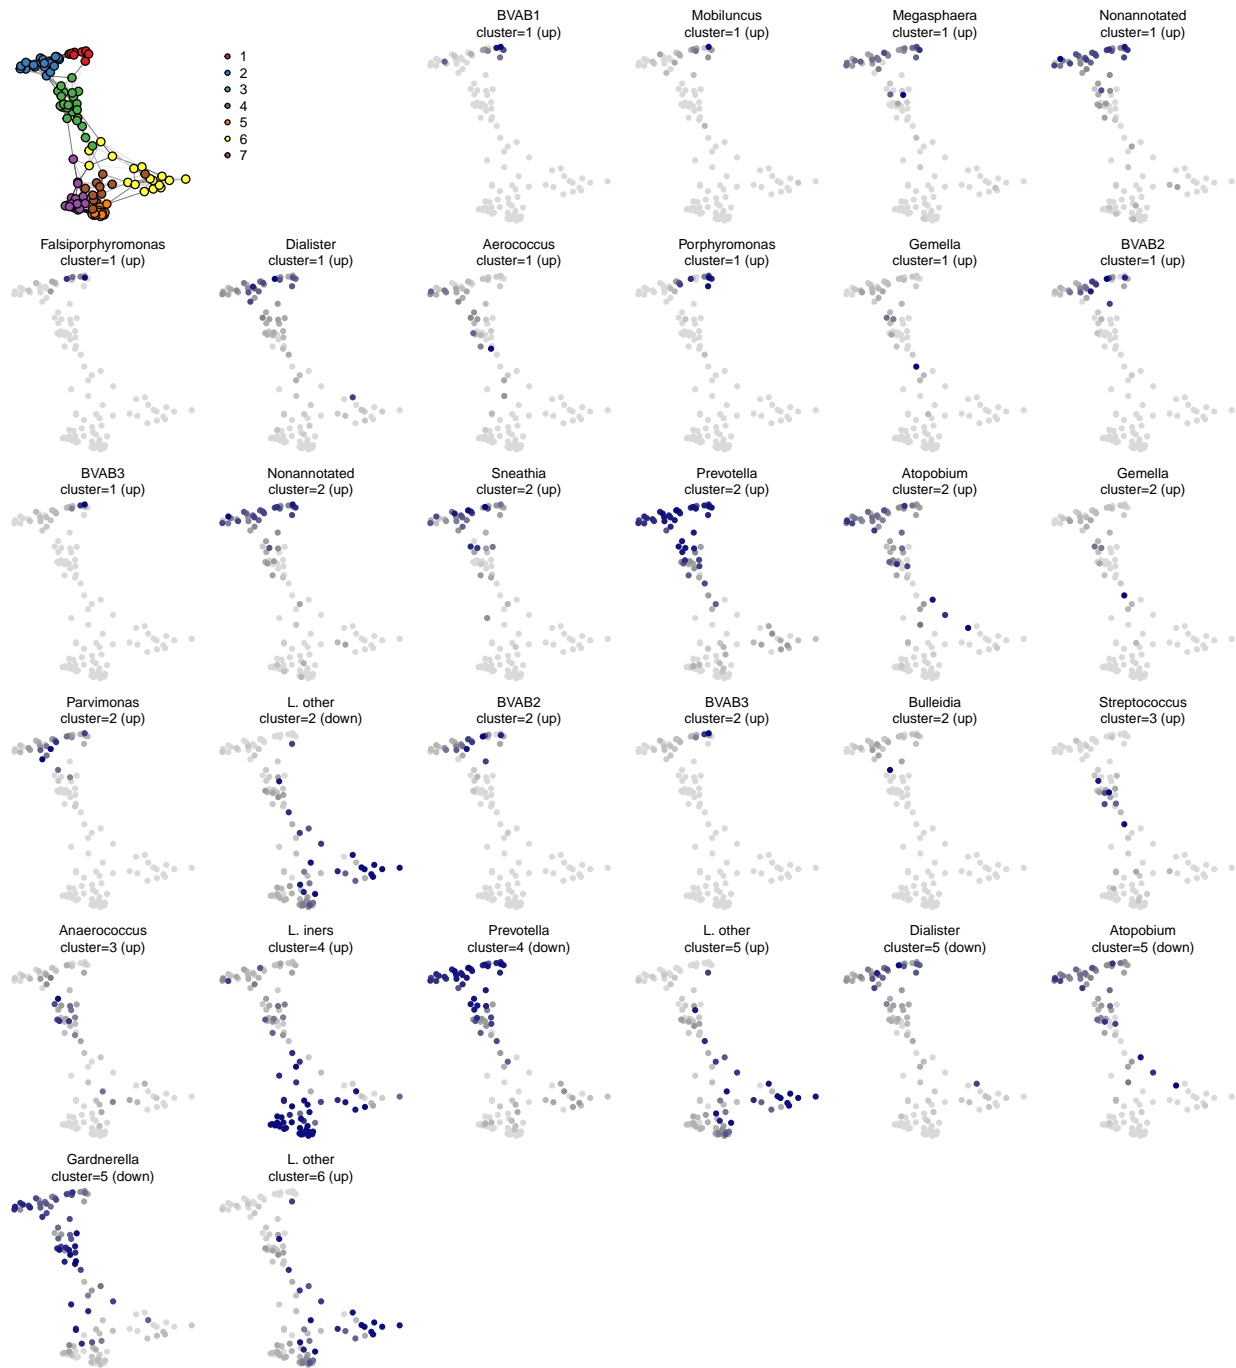 1
2
3
4
5
6
7
BVAB1
cluster=1 (up)
Mobiluncus
cluster=1 (up)
Megasphaera
cluster=1 (up)
Nonannotated
cluster=1 (up)
Falsiporphyromonas
cluster=1 (up)
Dialister
cluster=1 (up)
Aerococcus
cluster=1 (up)
Porphyromonas
cluster=1 (up)
Gemella
cluster=1 (up)
BVAB2
cluster=1 (up)
BVAB3
cluster=1 (up)
Nonannotated
cluster=2 (up)
Sneathia
cluster=2 (up)
Prevotella
cluster=2 (up)
Atopobium
cluster=2 (up)
Gemella
cluster=2 (up)
Parvimonas
cluster=2 (up)
L. other
cluster=2 (down)
BVAB2
cluster=2 (up)
BVAB3
cluster=2 (up)
Bulleidia
cluster=2 (up)
Streptococcus
cluster=3 (up)
Anaerococcus
cluster=3 (up)
L. iners
cluster=4 (up)
Prevotella
cluster=4 (down)
L. other
cluster=5 (up)
Dialister
cluster=5 (down)
Atopobium
cluster=5 (down)
Gardnerella
cluster=5 (down)
L. other
cluster=6 (up)